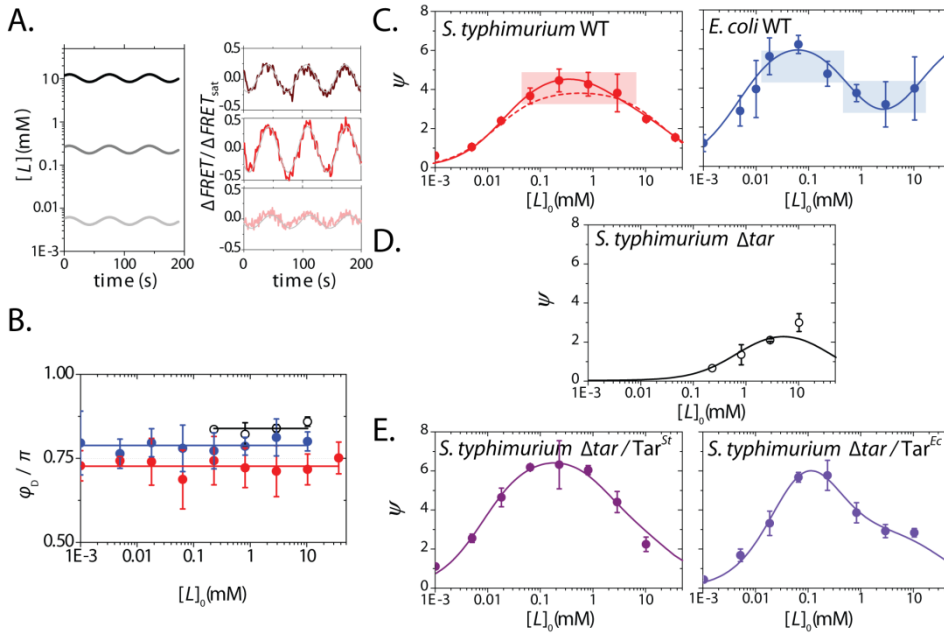 A.
[L] (mM)
10
1
0.1
0.01
1E-3
0 100 200
time (s)
ΔFRET / ΔFRETsat
0.5
0.0
-0.5
0.5
0.0
-0.5
0.5
0.0
-0.5
0 100 200
time (s)
B.
φD / π
1.00
0.75
0.50
1E-3 0.01 0.1 1 10
[L]0(mM)
C.
S. typhimurium WT
ψ
8
6
4
2
0
1E-3 0.01 0.1 1 10
[L]0(mM)
E. coli WT
1E-3 0.01 0.1 1 10
[L]0(mM)
D.
S. typhimurium Δtar
ψ
8
6
4
2
0
1E-3 0.01 0.1 1 10
[L]0(mM)
E.
S. typhimurium Δtar / TarSt
ψ
8
6
4
2
0
1E-3 0.01 0.1 1 10
[L]0(mM)
S. typhimurium Δtar / TarEc
1E-3 0.01 0.1 1 10
[L]0(mM)